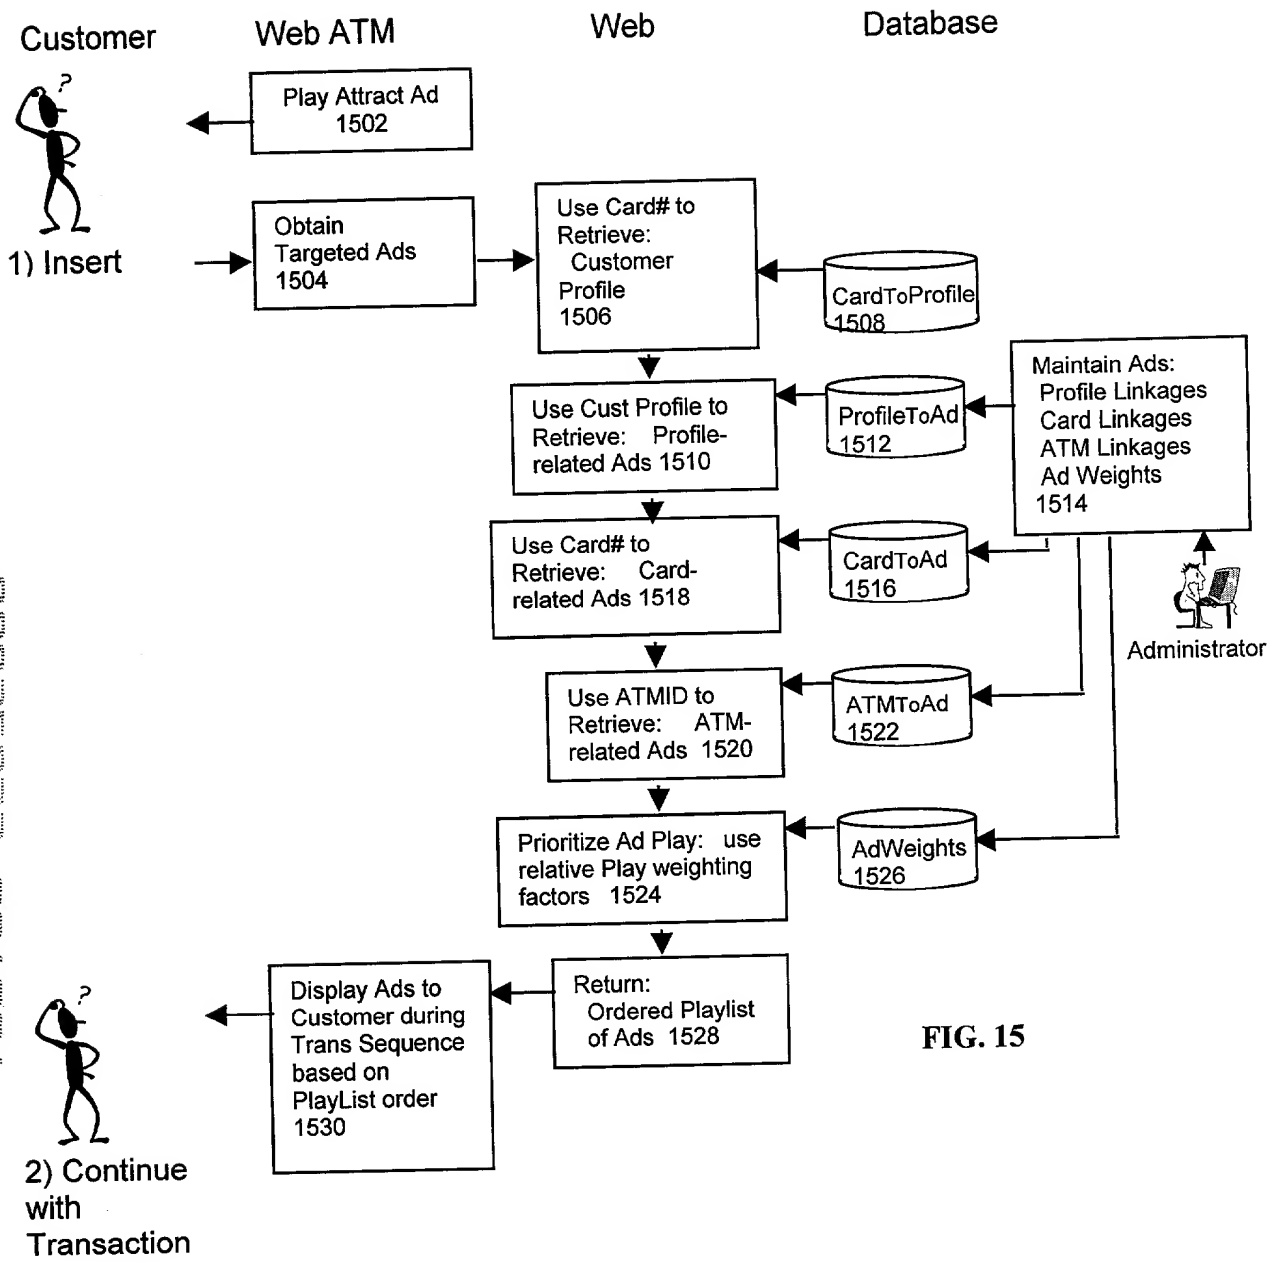 Customer
Web ATM
Web
Database
?
Play Attract Ad
1502
1) Insert
Obtain
Targeted Ads
1504
Use Card# to
Retrieve:
Customer
Profile
1506
CardToProfile
1508
Use Cust Profile to
Retrieve: Profile-
related Ads 1510
ProfileToAd
1512
Maintain Ads:
Profile Linkages
Card Linkages
ATM Linkages
Ad Weights
1514
Use Card# to
Retrieve: Card-
related Ads 1518
CardToAd
1516
Administrator
Use ATMID to
Retrieve: ATM-
related Ads 1520
ATMToAd
1522
Prioritize Ad Play: use
relative Play weighting
factors 1524
AdWeights
1526
Return:
Ordered Playlist
of Ads 1528
Display Ads to
Customer during
Trans Sequence
based on
PlayList order
1530
?
2) Continue
with
Transaction
FIG. 15